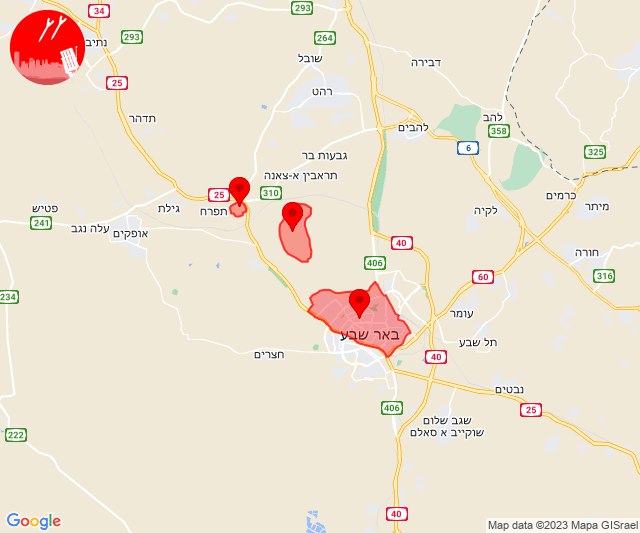 34
293
293
נתיבות
264
שובל
25
רהט
דבירה
תדהר
להבים
להב
358
6
גבעות בר
325
תראבין א-צאנה
25
310
כרמים
מיתר
פטיש
241
עלה נגב
גילת
תפרח
לקיה
אופקים
40
חורה
406
60
316
234
עומר
באר שבע
תל שבע
חצרים
40
נבטים
406
25
שגב שלום
שוקייב א סאלם
222
40
Google
Map data ©2023 Mapa GISrael